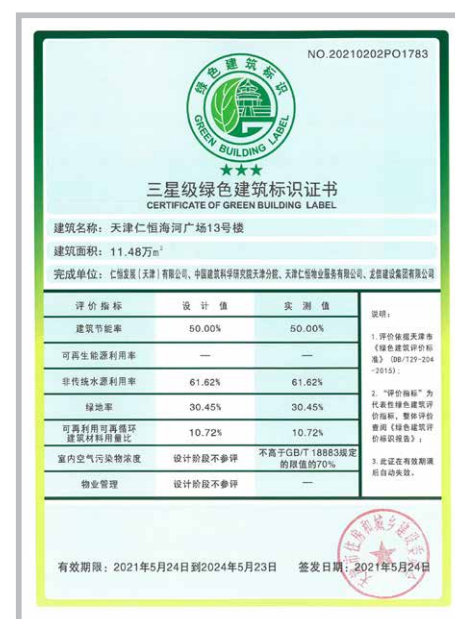 NO.20210202PO1783
绿色建筑标识
GREEN BUILDING LABEL
★★★
三星级绿色建筑标识证书
CERTIFICATE OF GREEN BUILDING LABEL
建筑名称：天津仁恒海河广场13号楼
建筑面积：11.48万m²
完成单位：仁恒发展（天津）有限公司、中国建筑科学研究院天津分院、天津仁恒物业服务有限公司、龙信建设集团有限公司
评价指标 设计值 实测值
建筑节能率 50.00% 50.00%
可再生能源利用率 — —
非传统水源利用率 61.62% 61.62%
绿地率 30.45% 30.45%
可再利用可再循环
建筑材料用量比 10.72% 10.72%
室内空气污染物浓度 设计阶段不参评 不高于GB/T 18883规定
的限值的70%
物业管理 设计阶段不参评 —
说明：
1. 评价依据天津市
《绿色建筑评价标
准》（DB/T29-204
-2015）；
2. “评价指标”为
代表性绿色建筑评
价指标，整体评价
查阅《绿色建筑评
价标识报告》；
3. 此证在有效期满
后自动失效。
有效期限：2021年5月24日到2024年5月23日 签发日期：2021年5月24日
天津市住房和城乡建设委员会